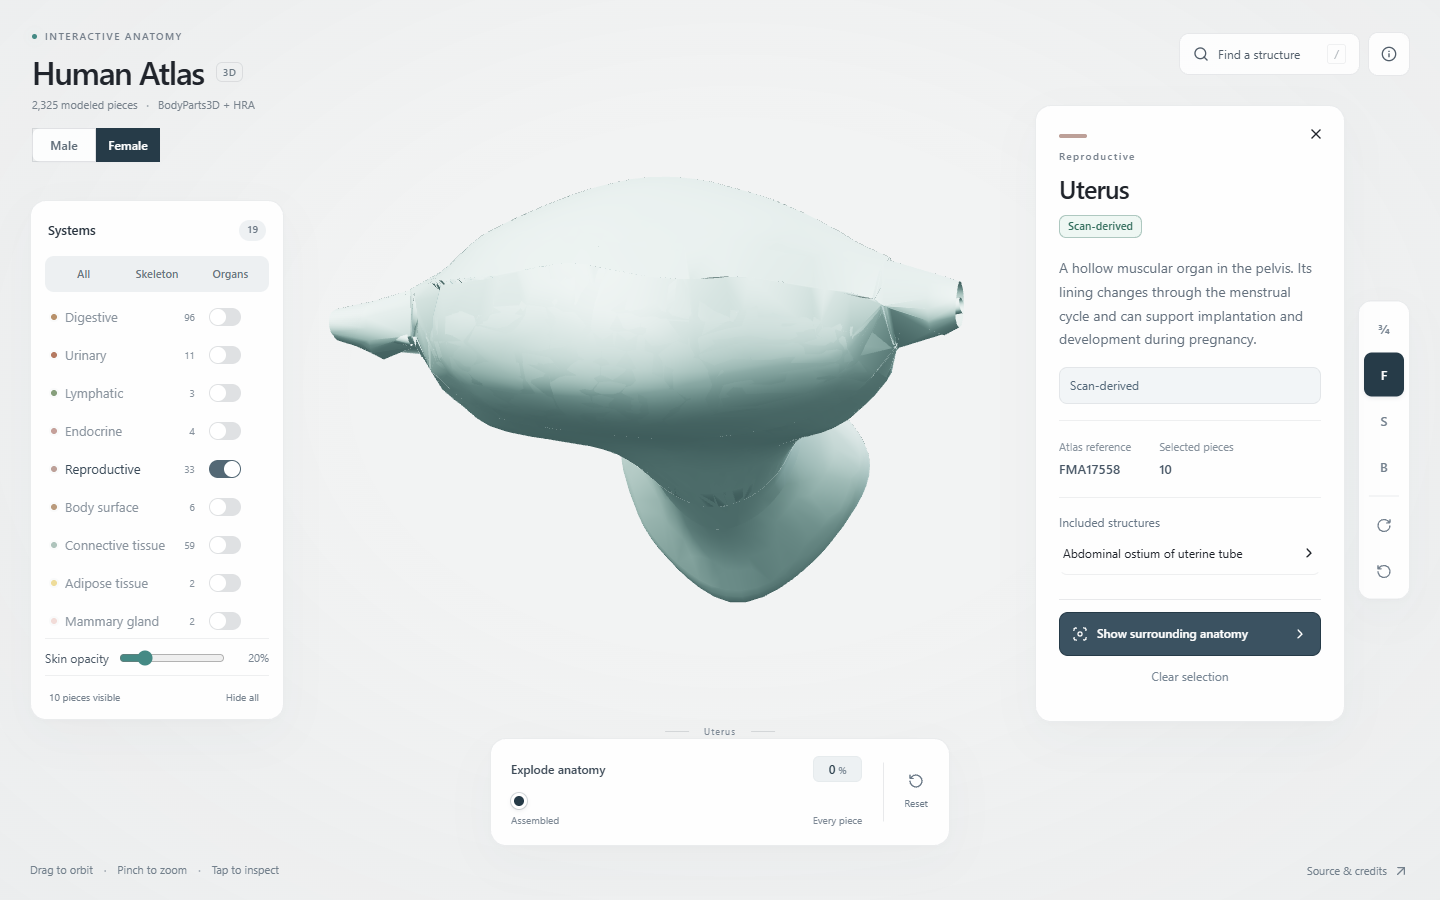 INTERACTIVE ANATOMY
Human Atlas 3D
2,325 modeled pieces · BodyParts3D + HRA
Male Female
Find a structure /
Systems 19
All Skeleton Organs
Digestive 96
Urinary 11
Lymphatic 3
Endocrine 4
Reproductive 33
Body surface 6
Connective tissue 59
Adipose tissue 2
Mammary gland 2
Skin opacity 20%
10 pieces visible Hide all
Reproductive
Uterus
Scan-derived
A hollow muscular organ in the pelvis. Its
lining changes through the menstrual
cycle and can support implantation and
development during pregnancy.
Scan-derived
Atlas reference Selected pieces
FMA17558 10
Included structures
Abdominal ostium of uterine tube
Show surrounding anatomy
Clear selection
¾
F
S
B
Uterus
Explode anatomy 0 %
Assembled Every piece
Reset
Drag to orbit · Pinch to zoom · Tap to inspect
Source & credits